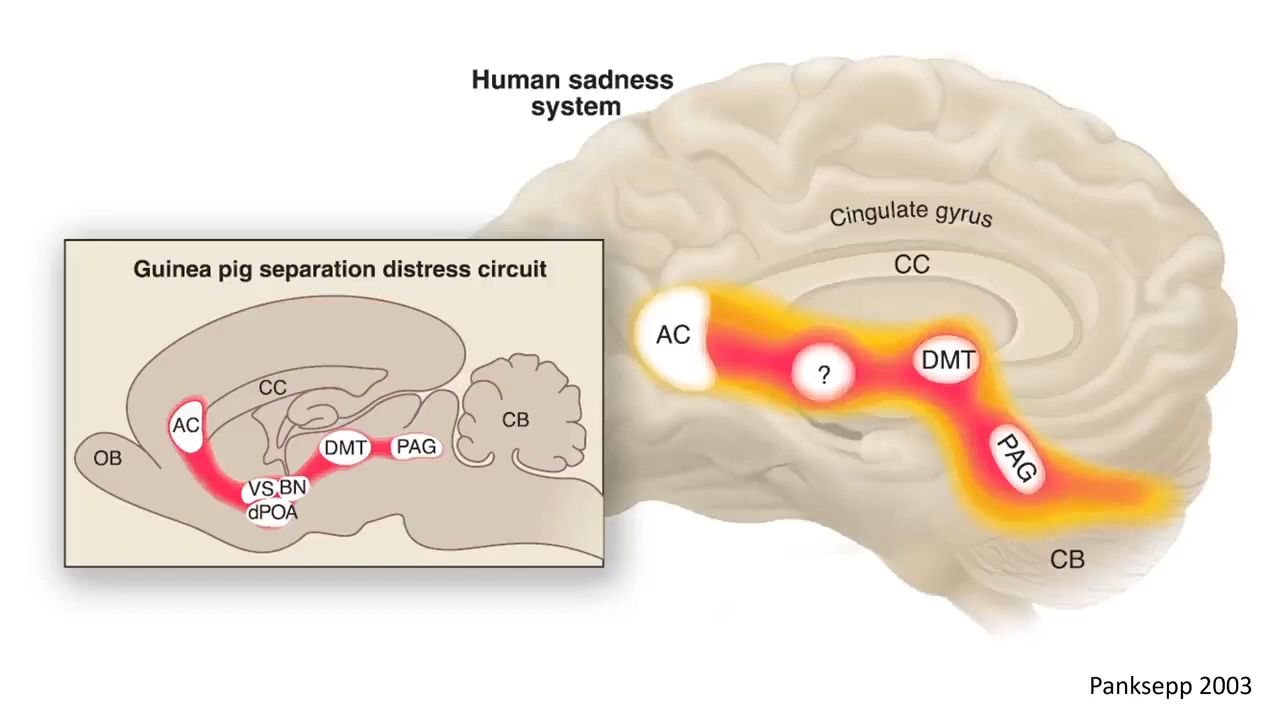 Human sadness
system
Cingulate gyrus
CC
AC
?
DMT
PAG
CB
Guinea pig separation distress circuit
CC
AC
OB
CB
DMT
PAG
VS BN
dPOA
Panksepp 2003